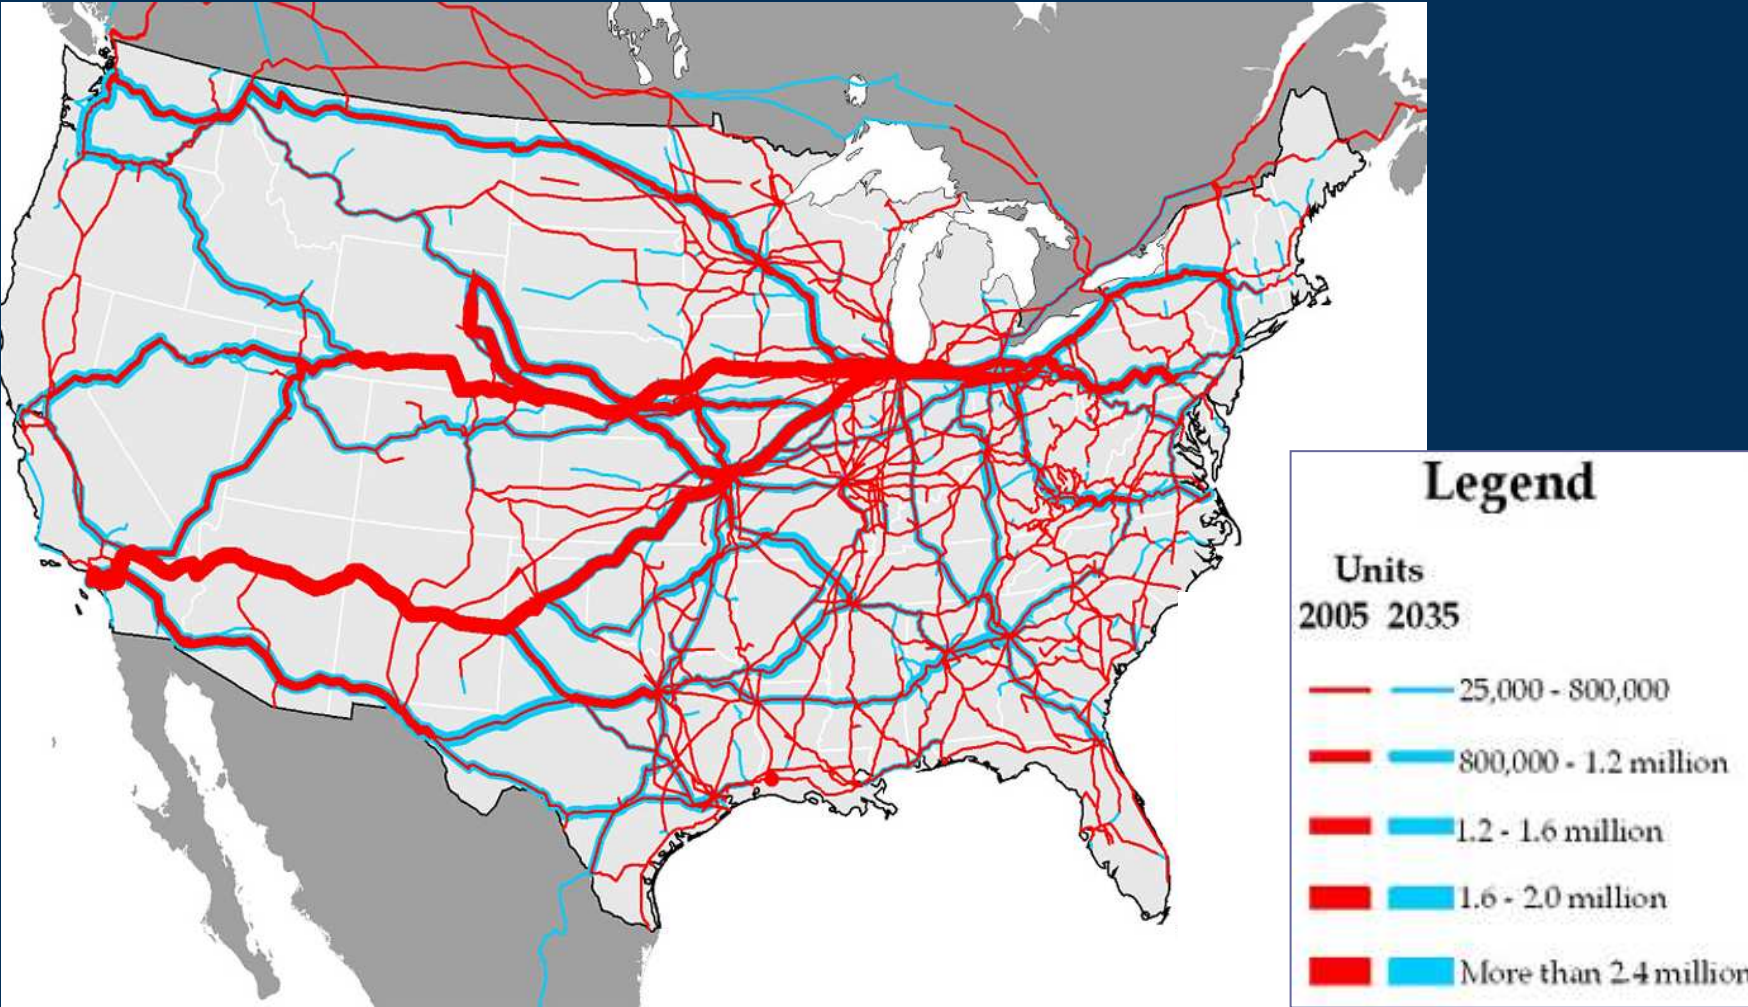 Legend
Units
2005 2035
25,000 - 800,000
800,000 - 1.2 million
1.2 - 1.6 million
1.6 - 2.0 million
More than 2.4 million